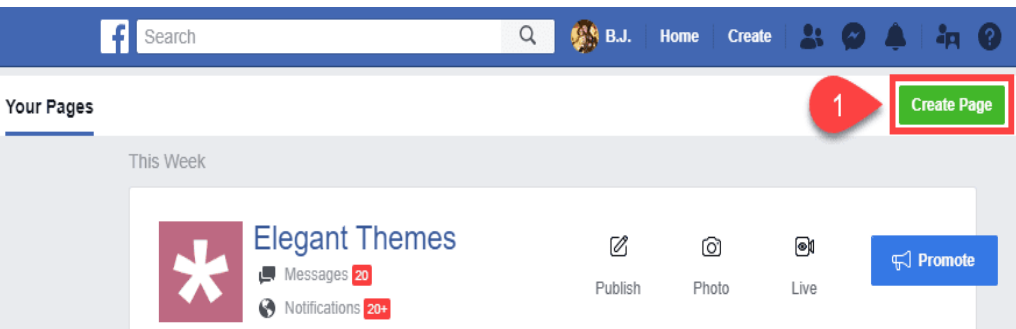 Search B.J. Home Create
Your Pages 1 Create Page
This Week
Elegant Themes
Messages 20
Notifications 20+
Publish Photo Live Promote